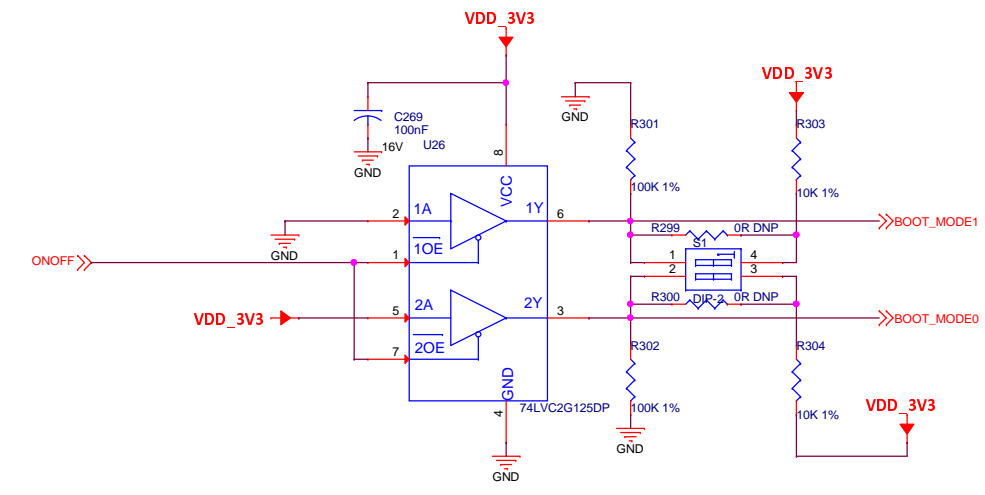 VDD_3V3
VDD_3V3
C269
100nF
16V
U26
GND
GND
R301
R303
8
VCC
100K 1%
10K 1%
2
1A
1Y
6
BOOT_MODE1
GND
1
1OE
R299
0R DNP
S1
ONOFF
1
4
2
3
VDD_3V3
5
2A
2Y
3
R300
DIP-2
0R DNP
BOOT_MODE0
7
2OE
R302
R304
GND
4
74LVC2G125DP
100K 1%
10K 1%
VDD_3V3
GND
GND